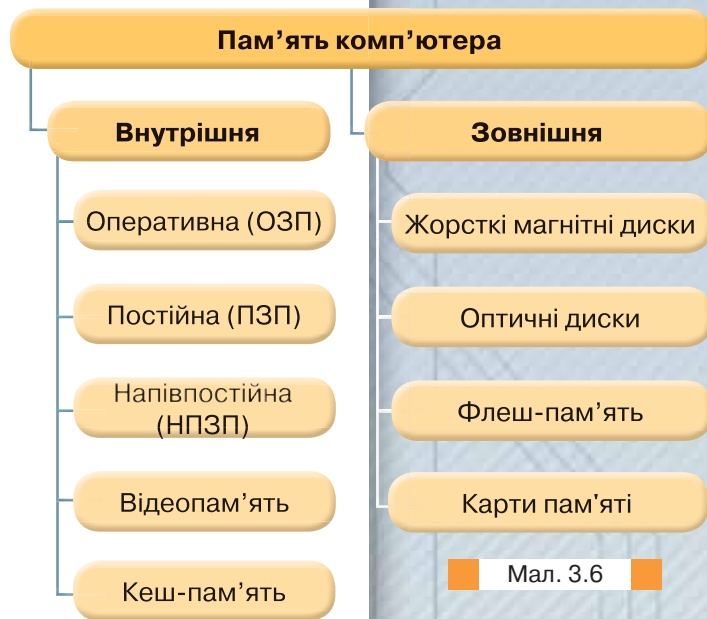 Пам’ять комп’ютера
Внутрішня
Оперативна (ОЗП)
Постійна (ПЗП)
Напівпостійна
(НПЗП)
Відеопам’ять
Кеш-пам’ять
Зовнішня
Жорсткі магнітні диски
Оптичні диски
Флеш-пам’ять
Карти пам'яті
Мал. 3.6